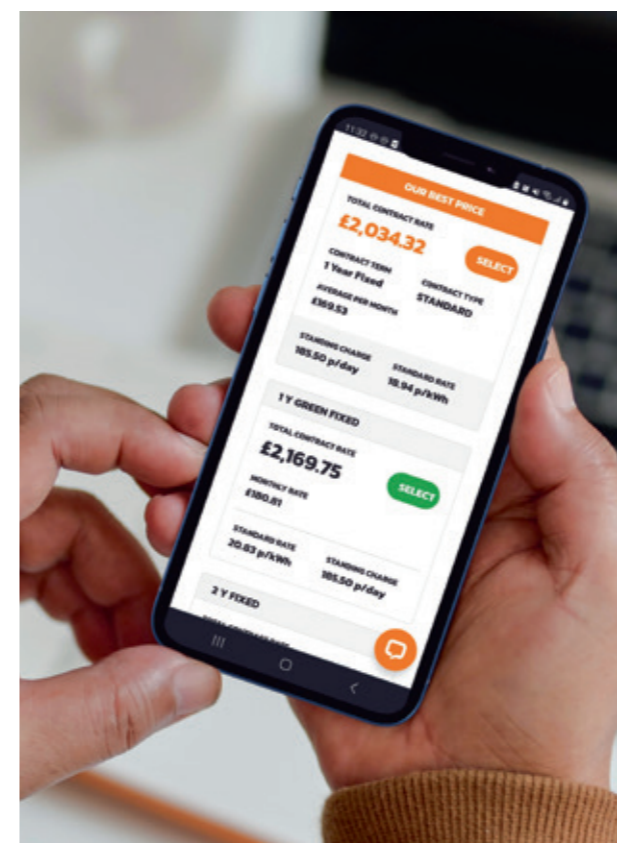 11:32
OUR BEST PRICE
TOTAL CONTRACT RATE
£2,034.32
SELECT
CONTRACT TERM
1 Year Fixed
CONTRACT TYPE
STANDARD
AVERAGE PER MONTH
£169.53
STANDING CHARGE
185.50 p/day
STANDARD RATE
18.94 p/kWh
1 Y GREEN FIXED
TOTAL CONTRACT RATE
£2,169.75
SELECT
MONTHLY RATE
£180.81
STANDARD RATE
20.83 p/kWh
STANDING CHARGE
185.50 p/day
2 Y FIXED